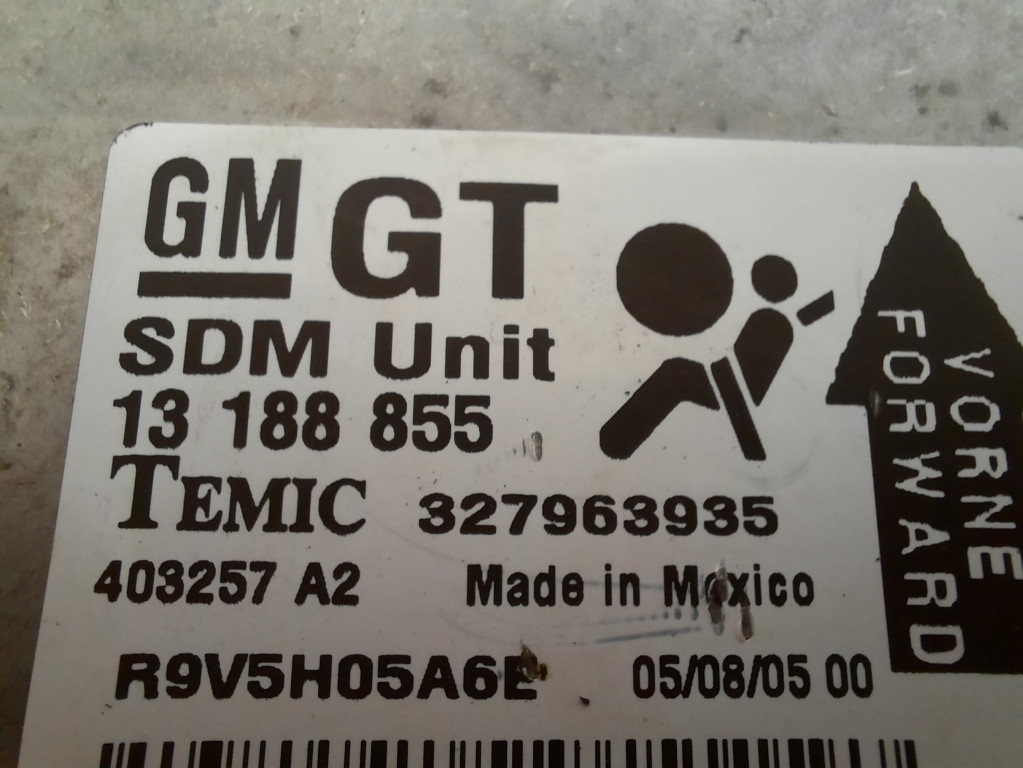 GM GT
SDM Unit
13 188 855
TEMIC 327963935
403257 A2 Made in Mexico
R9V5H05A6E 05/08/05 00
VORNE
FORWARD